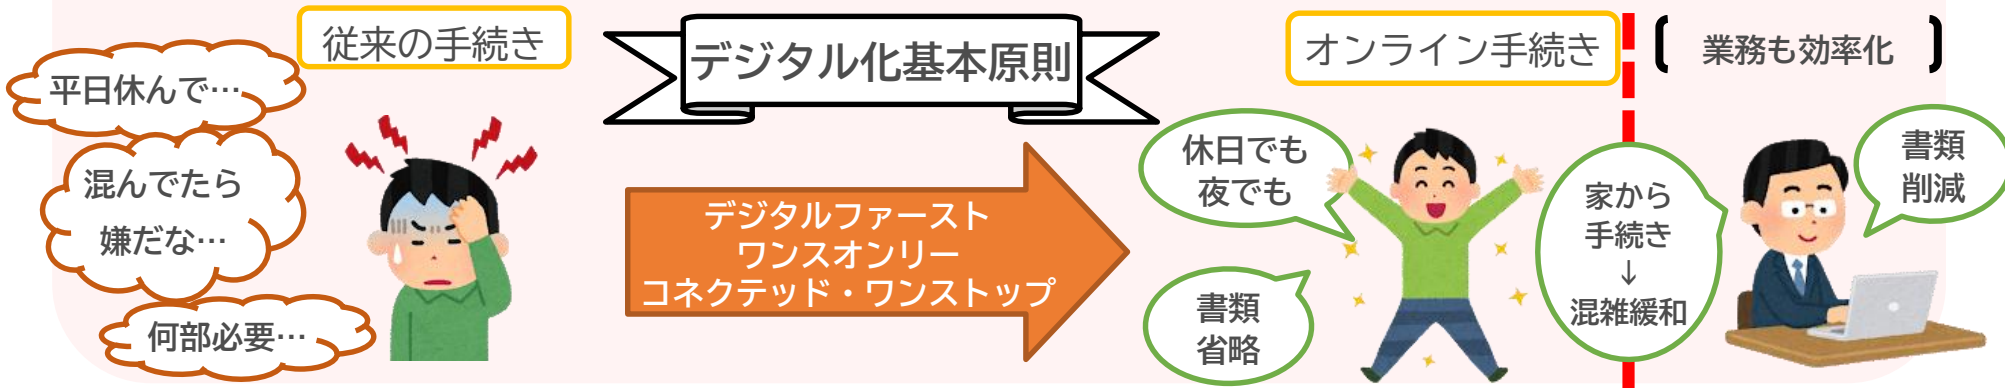 従来の手続き
平日休んで…
混んでたら
嫌だな…
何部必要…
デジタル化基本原則
デジタルファースト
ワンスオンリー
コネクテッド・ワンストップ
オンライン手続き
休日でも
夜でも
書類
省略
家から
手続き
↓
混雑緩和
業務も効率化
書類
削減